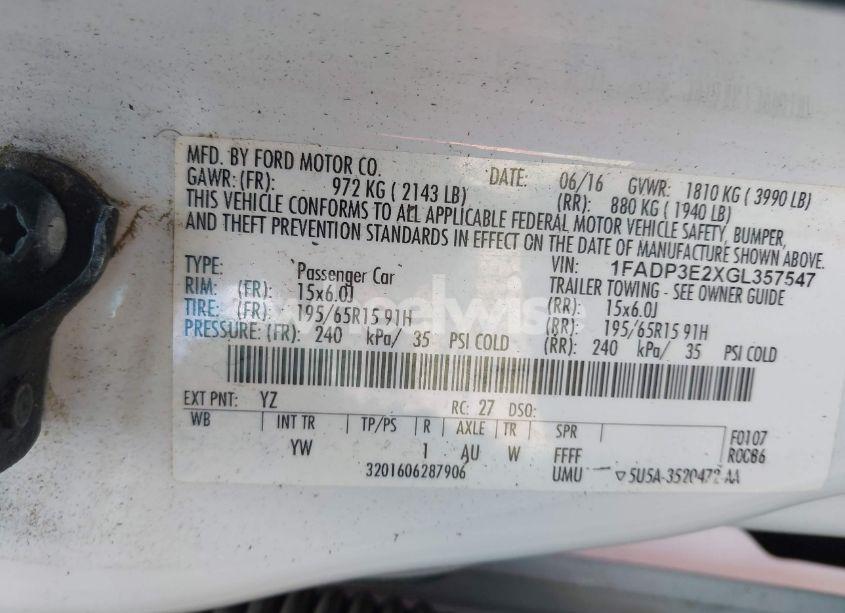 MFD. BY FORD MOTOR CO. DATE: 06/16 GVWR: 1810 KG ( 3990 LB)
GAWR: (FR): 972 KG ( 2143 LB) (RR): 880 KG ( 1940 LB)
THIS VEHICLE CONFORMS TO ALL APPLICABLE FEDERAL MOTOR VEHICLE SAFETY, BUMPER,
AND THEFT PREVENTION STANDARDS IN EFFECT ON THE DATE OF MANUFACTURE SHOWN ABOVE.
VIN: 1FADP3E2XGL357547
TYPE: Passenger Car TRAILER TOWING - SEE OWNER GUIDE
RIM: (FR): 15x6.0J (RR): 15x6.0J
TIRE: (FR): 195/65R15 91H (RR): 195/65R15 91H
PRESSURE: (FR): 240 kPa/ 35 PSI COLD (RR): 240 kPa/ 35 PSI COLD
wheelwise
EXT PNT: YZ RC: 27 DSO:
WB INT TR TP/PS R AXLE TR SPR F0107
YW 1 AU W FFFF ROCB6
3201606287906 UMU ▽5U5A-3520472-AA